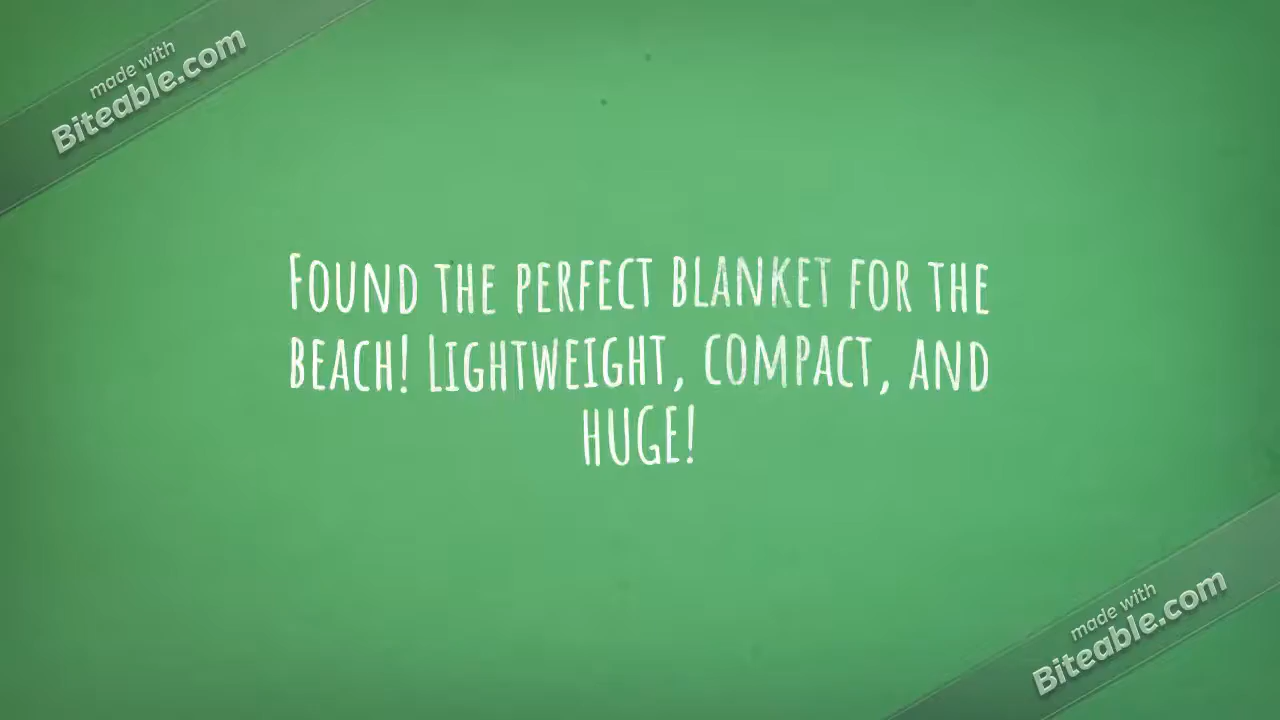 made with
Biteable.com
Found the perfect blanket for the
beach! Lightweight, compact, and
HUGE!
made with
Biteable.com